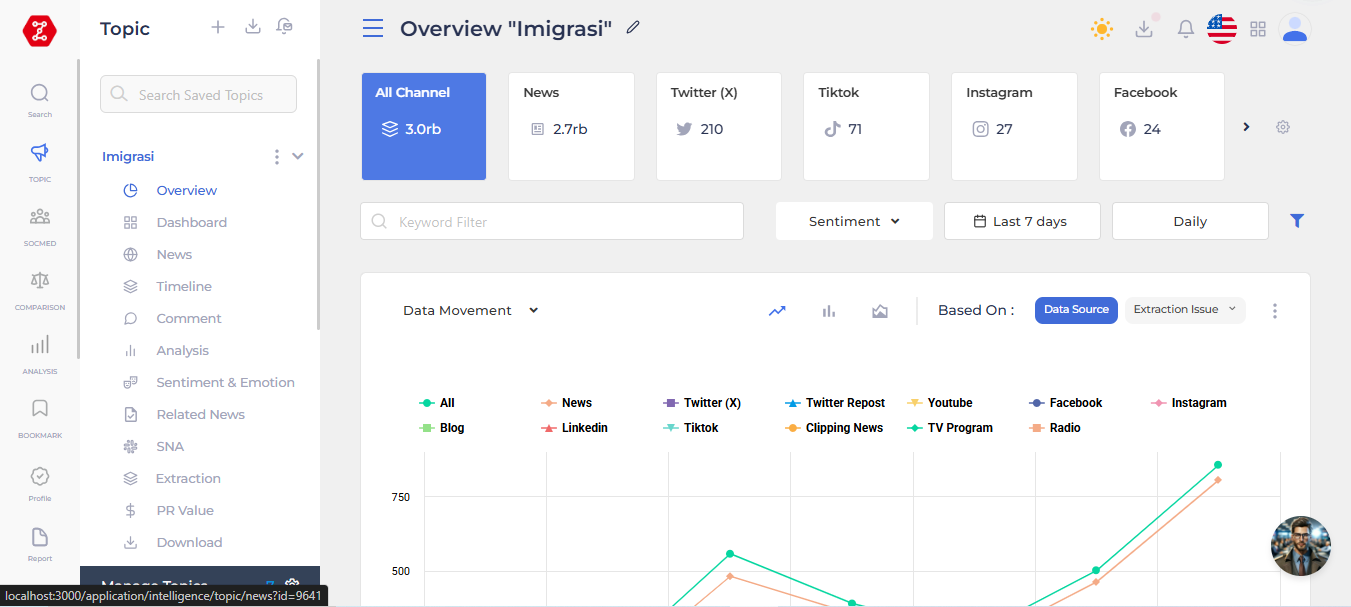 Topic
Overview "Imigrasi"
Search Saved Topics
Search
TOPIC
SOCMED
COMPARISON
ANALYSIS
BOOKMARK
Profile
Report
Imigrasi
Overview
Dashboard
News
Timeline
Comment
Analysis
Sentiment & Emotion
Related News
SNA
Extraction
PR Value
Download
Manage Topics 7
localhost:3000/application/intelligence/topic/news?id=9641
All Channel
3.0rb
News
2.7rb
Twitter (X)
210
Tiktok
71
Instagram
27
Facebook
24
Keyword Filter
Sentiment
Last 7 days
Daily
Data Movement
Based On :
Data Source
Extraction Issue
All News Twitter (X) Twitter Repost Youtube Facebook Instagram
Blog Linkedin Tiktok Clipping News TV Program Radio
750
500